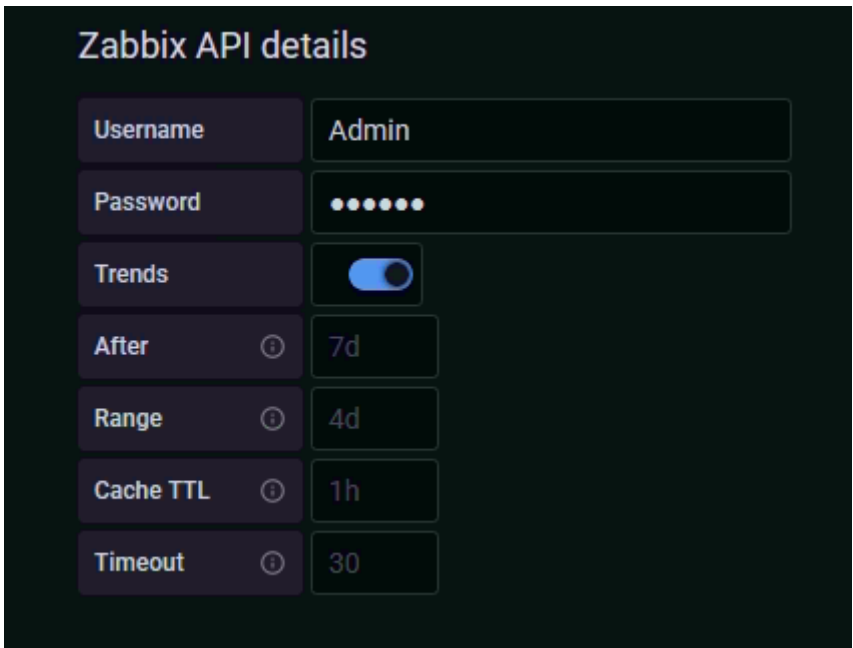 Zabbix API details
Username Admin
Password ••••••
Trends
After 7d
Range 4d
Cache TTL 1h
Timeout 30